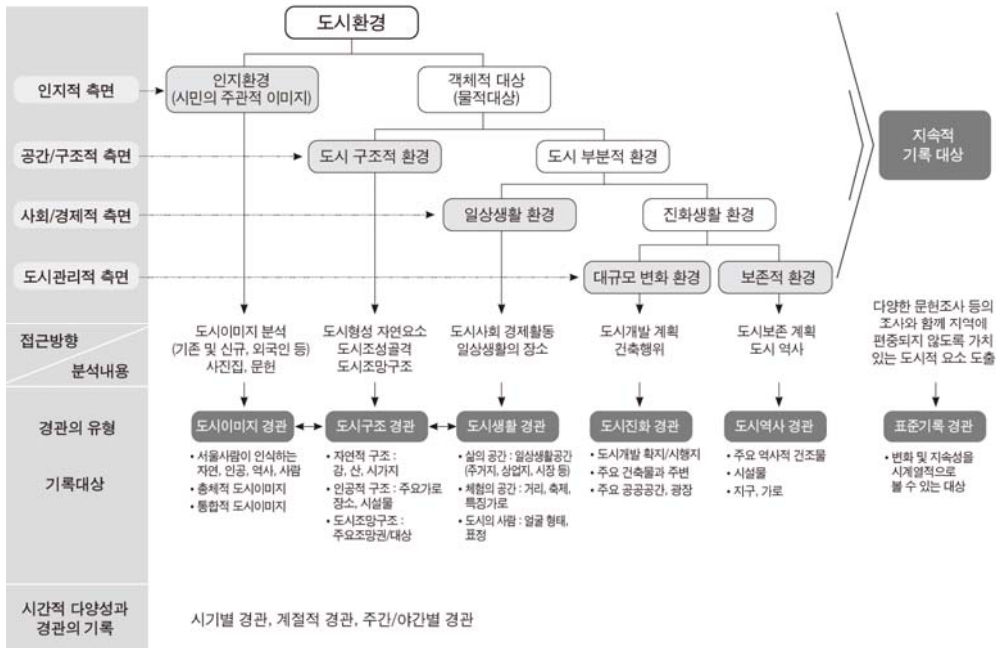 도시환경
인지적 측면
인지환경
(시민의 주관적 이미지)
객체적 대상
(물적대상)
지속적
기록 대상
공간/구조적 측면
도시 구조적 환경
도시 부분적 환경
사회/경제적 측면
일상생활 환경
진화생활 환경
도시관리적 측면
대규모 변화 환경
보존적 환경
접근방향
분석내용
도시이미지 분석
(기존 및 신규, 외국인 등)
사진집, 문헌
도시형성 자연요소
도시조성골격
도시조망구조
도시사회 경제활동
일상생활의 장소
도시개발 계획
건축행위
도시보존 계획
도시 역사
다양한 문헌조사 등의
조사와 함께 지역에
편중되지 않도록 가치
있는 도시적 요소 도출
경관의 유형
도시이미지 경관
도시구조 경관
도시생활 경관
도시진화 경관
도시역사 경관
표준기록 경관
기록대상
• 서울사람이 인식하는
자연, 인공, 역사, 사람
• 총체적 도시이미지
• 통합적 도시이미지
• 자연적 구조 :
강, 산, 시가지
• 인공적 구조 : 주요가로
장소, 시설물
• 도시조망구조 :
주요조망권/대상
• 삶의 공간 : 일상생활공간
(주거지, 상업지, 시장 등)
• 체험의 공간 : 거리, 축제,
특징가로
• 도시의 사람 : 얼굴 형태,
표정
• 도시개발 확지/시행지
• 주요 건축물과 주변
• 주요 공공공간, 광장
• 주요 역사적 건조물
• 시설물
• 지구, 가로
• 변화 및 지속성을
시계열적으로
볼 수 있는 대상
시간적 다양성과
경관의 기록
시기별 경관, 계절적 경관, 주간/야간별 경관